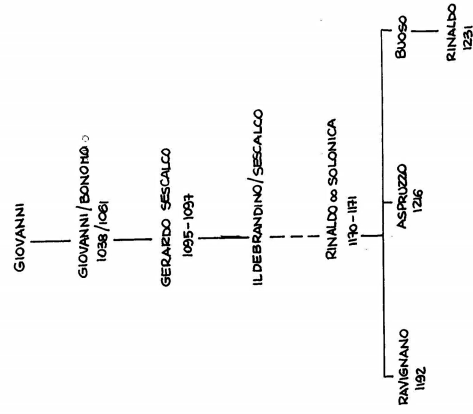 GIOVANNI
GIOVANNI/BONOMO
1038/1061
GERARDO SESCALCO
1095-1097
ILDEBRANDINO/SESCALCO
RINALDO ∞ SOLONICA
1170-1171
RAVIGNANO
1192
ASPRUZZO
1216
BUOSO
RINALDO
1231